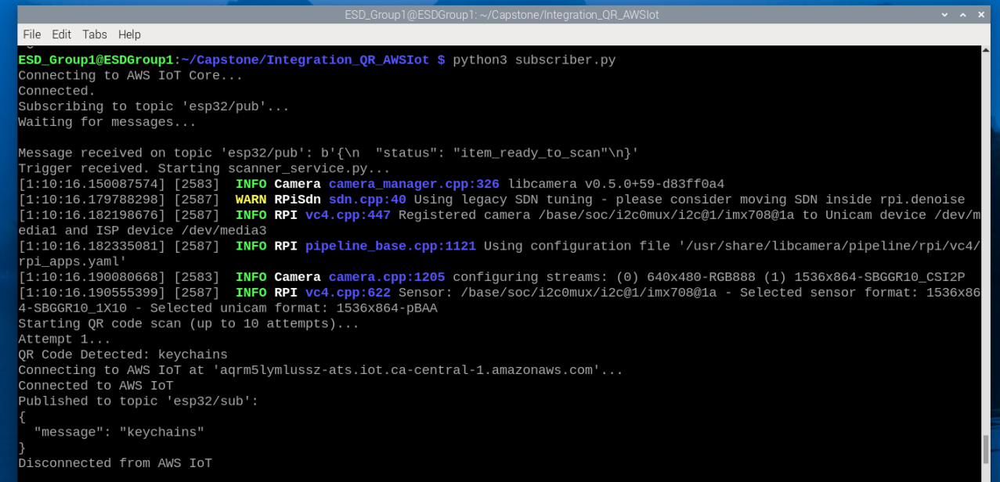 ESD_Group1@ESDGroup1: ~/Capstone/Integration_QR_AWSIot
File Edit Tabs Help
ESD_Group1@ESDGroup1:~/Capstone/Integration_QR_AWSIot $ python3 subscriber.py
Connecting to AWS IoT Core...
Connected.
Subscribing to topic 'esp32/pub'...
Waiting for messages...
Message received on topic 'esp32/pub': b'{\n  "status": "item_ready_to_scan"\n}'
Trigger received. Starting scanner_service.py...
[1:10:16.150087574] [2583]  INFO Camera camera_manager.cpp:326 libcamera v0.5.0+59-d83ff0a4
[1:10:16.179788298] [2587]  WARN RPiSdn sdn.cpp:40 Using legacy SDN tuning - please consider moving SDN inside rpi.denoise
[1:10:16.182198676] [2587]  INFO RPI vc4.cpp:447 Registered camera /base/soc/i2c0mux/i2c@1/imx708@1a to Unicam device /dev/m
edia1 and ISP device /dev/media3
[1:10:16.182335081] [2587]  INFO RPI pipeline_base.cpp:1121 Using configuration file '/usr/share/libcamera/pipeline/rpi/vc4/
rpi_apps.yaml'
[1:10:16.190080668] [2583]  INFO Camera camera.cpp:1205 configuring streams: (0) 640x480-RGB888 (1) 1536x864-SBGGR10_CSI2P
[1:10:16.190555399] [2587]  INFO RPI vc4.cpp:622 Sensor: /base/soc/i2c0mux/i2c@1/imx708@1a - Selected sensor format: 1536x86
4-SBGGR10_1X10 - Selected unicam format: 1536x864-pBAA
Starting QR code scan (up to 10 attempts)...
Attempt 1...
QR Code Detected: keychains
Connecting to AWS IoT at 'aqrm5lymlussz-ats.iot.ca-central-1.amazonaws.com'...
Connected to AWS IoT
Published to topic 'esp32/sub':
{
  "message": "keychains"
}
Disconnected from AWS IoT